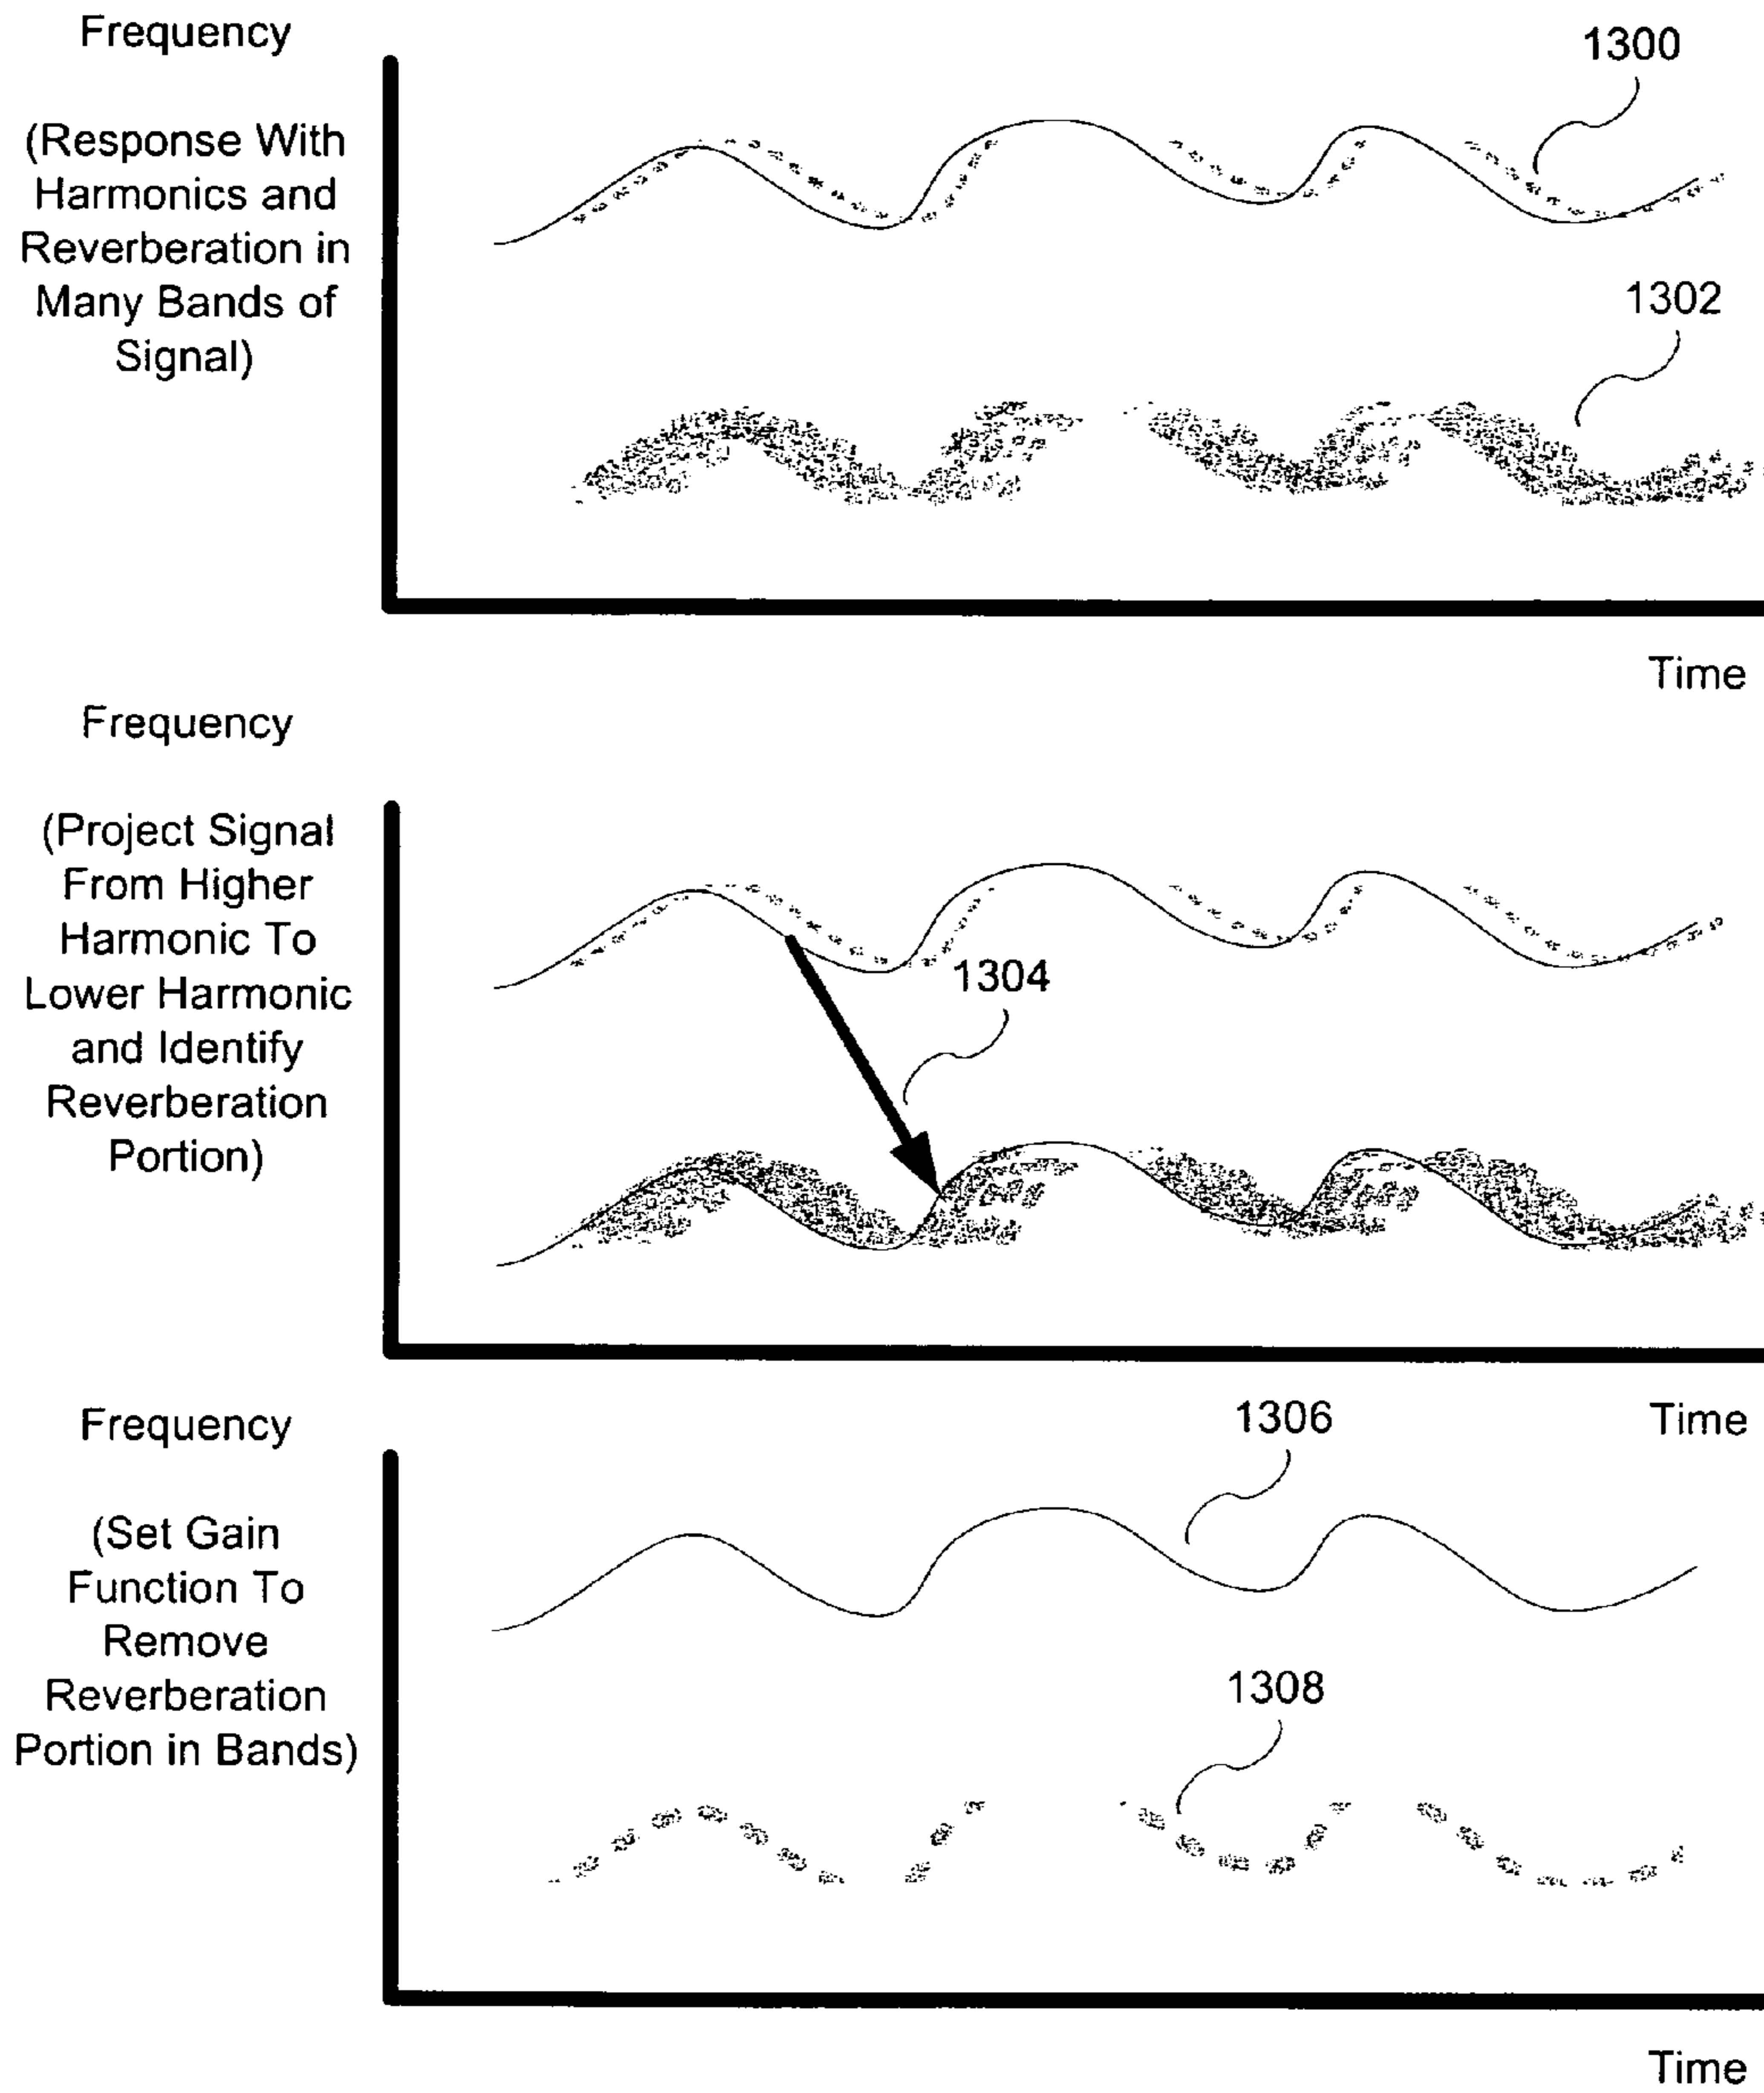 Frequency
1300
(Response With
Harmonics and
Reverberation in
Many Bands of
Signal)
1302
Time
Frequency
(Project Signal
From Higher
Harmonic To
Lower Harmonic
and Identify
Reverberation
Portion)
1304
Time
Frequency
1306
(Set Gain
Function To
Remove
Reverberation
Portion in Bands)
1308
Time